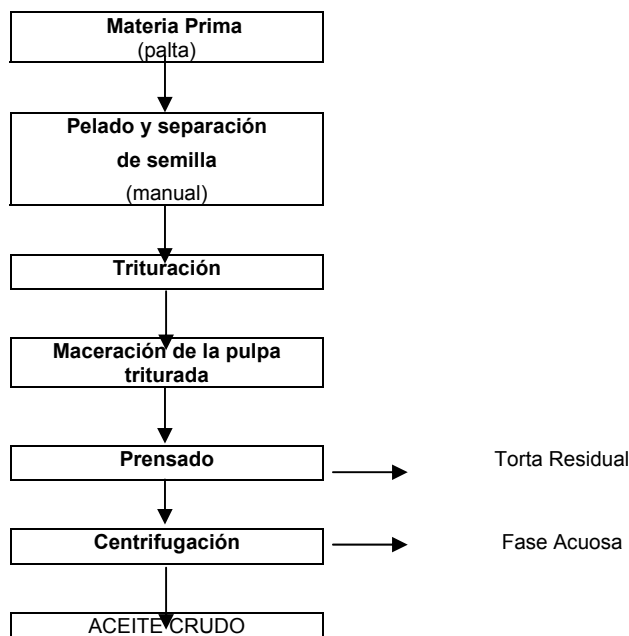 Materia Prima
(palta)
Pelado y separación
de semilla
(manual)
Trituración
Maceración de la pulpa
triturada
Prensado
Torta Residual
Centrifugación
Fase Acuosa
ACEITE CRUDO